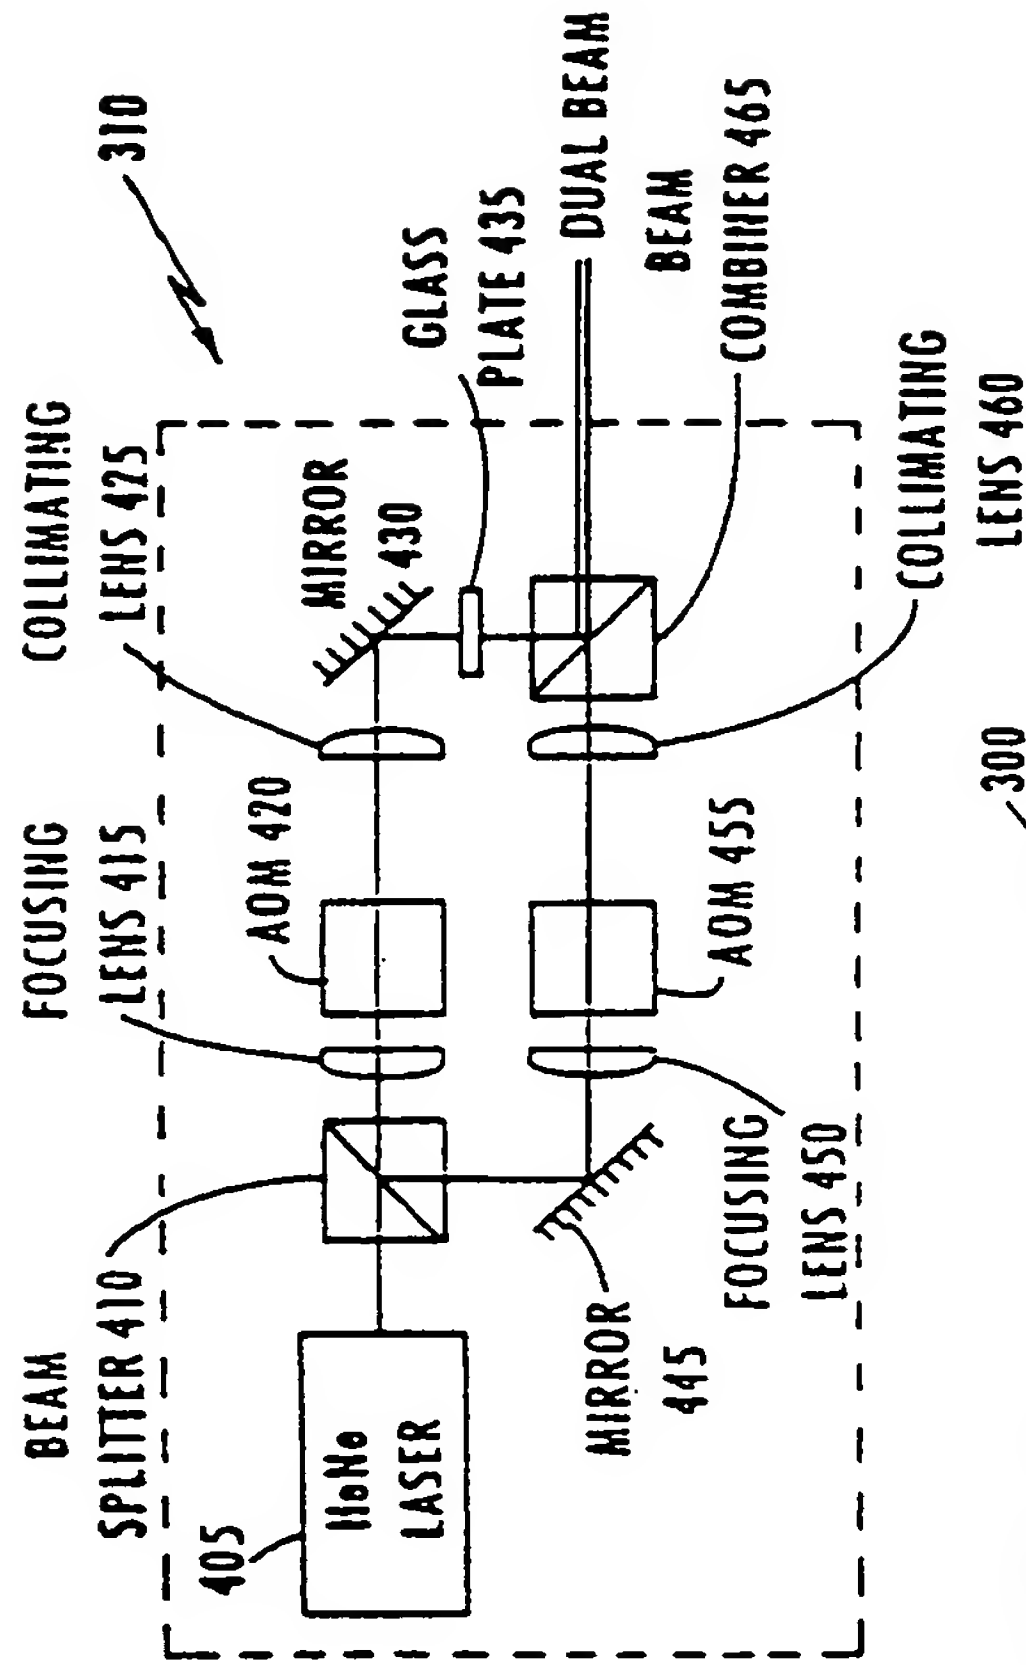 310
COLLIMATING
LENS 425
MIRROR
430
GLASS
PLATE 435
DUAL BEAM
BEAM
COMBINER 465
COLLIMATING
LENS 460
FOCUSING
LENS 415
AOM 420
AOM 455
300
BEAM
SPLITTER 410
405
HeNe
LASER
MIRROR
445
FOCUSING
LENS 450